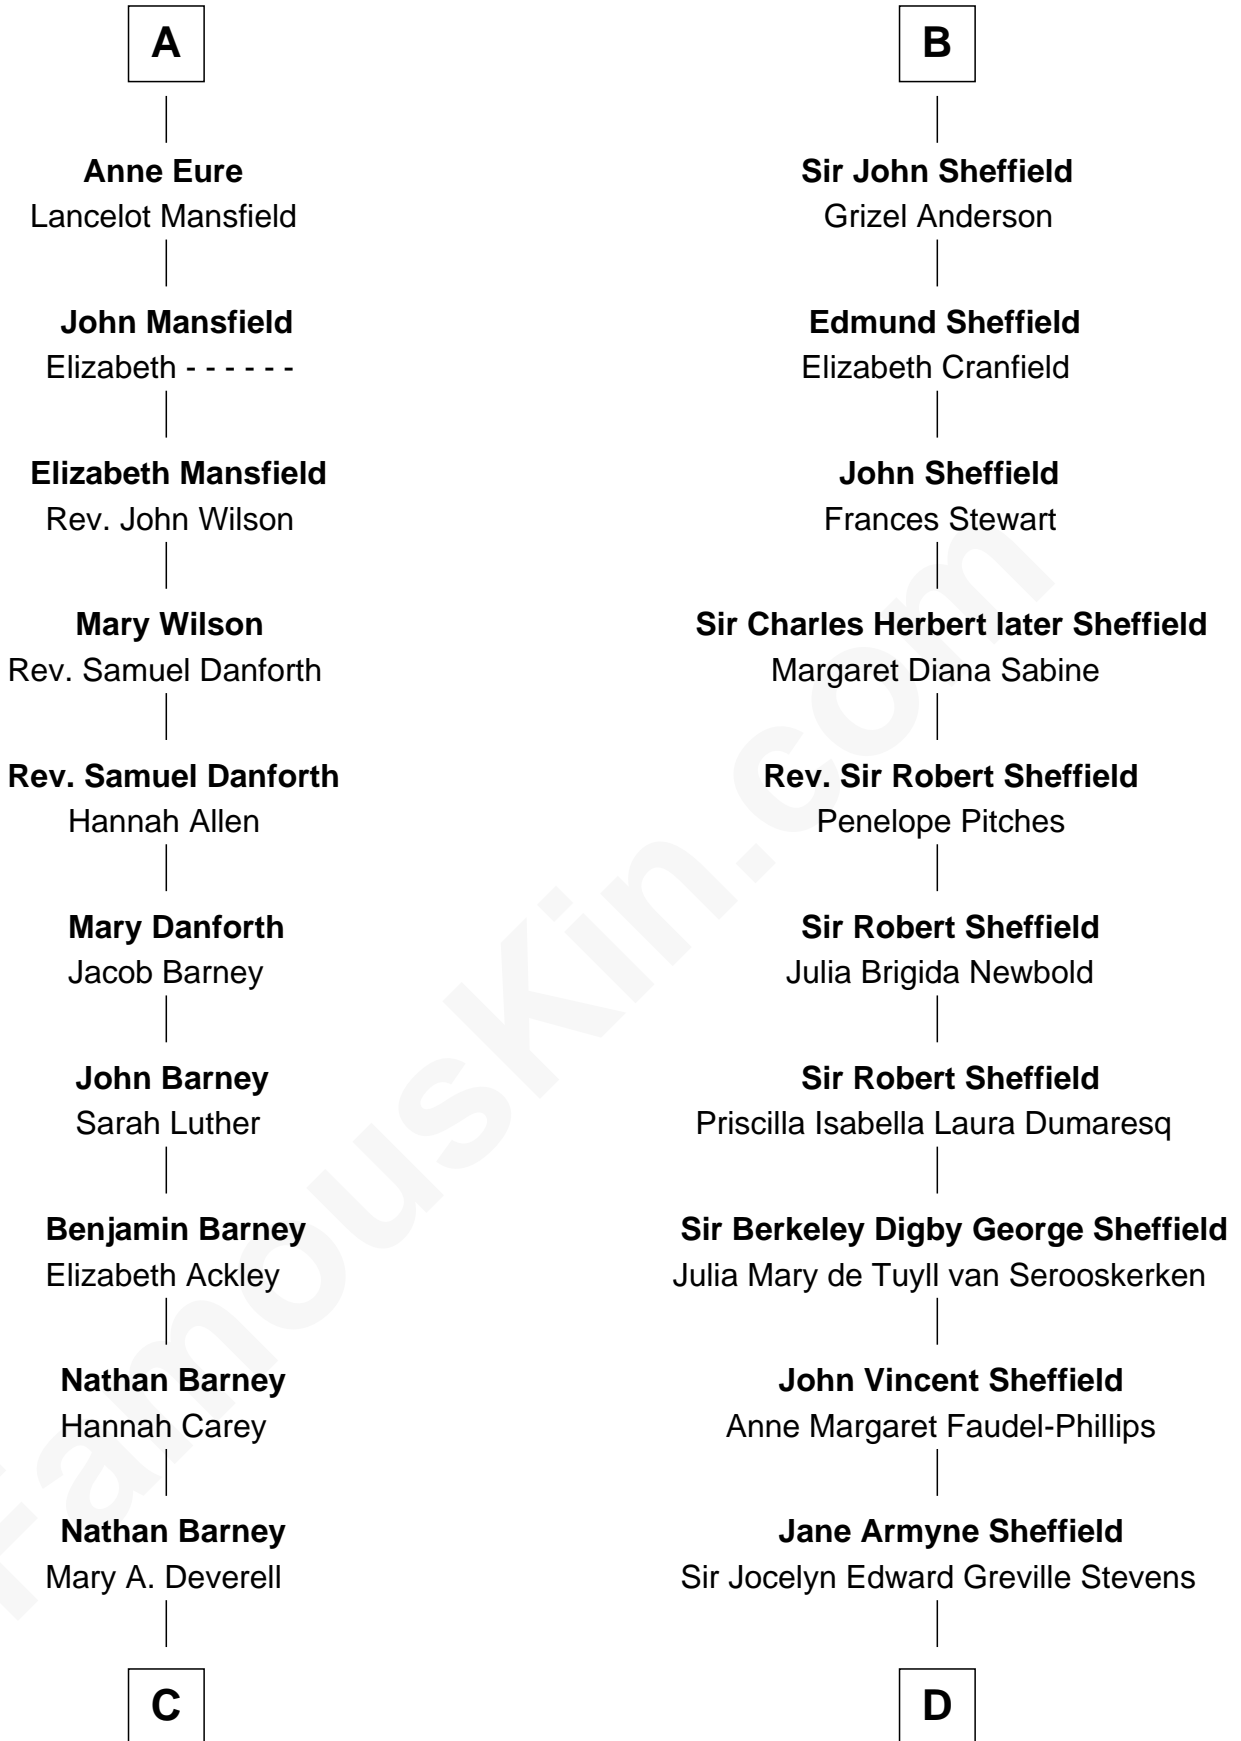 A
Anne Eure
Lancelot Mansfield
John Mansfield
Elizabeth - - - - - -
Elizabeth Mansfield
Rev. John Wilson
Mary Wilson
Rev. Samuel Danforth
Rev. Samuel Danforth
Hannah Allen
Mary Danforth
Jacob Barney
John Barney
Sarah Luther
Benjamin Barney
Elizabeth Ackley
Nathan Barney
Hannah Carey
Nathan Barney
Mary A. Deverell
C
B
Sir John Sheffield
Grizel Anderson
Edmund Sheffield
Elizabeth Cranfield
John Sheffield
Frances Stewart
Sir Charles Herbert later Sheffield
Margaret Diana Sabine
Rev. Sir Robert Sheffield
Penelope Pitches
Sir Robert Sheffield
Julia Brigida Newbold
Sir Robert Sheffield
Priscilla Isabella Laura Dumaresq
Sir Berkeley Digby George Sheffield
Julia Mary de Tuyll van Serooskerken
John Vincent Sheffield
Anne Margaret Faudel-Phillips
Jane Armyne Sheffield
Sir Jocelyn Edward Greville Stevens
D
FamousKin.com